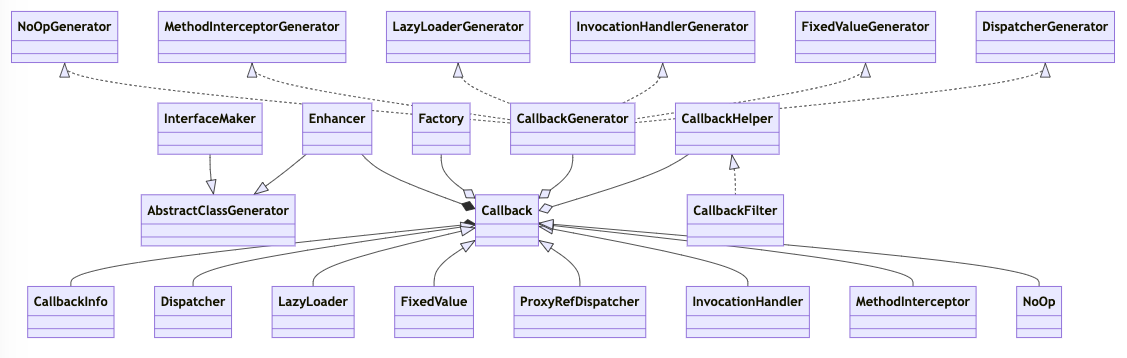 NoOpGenerator
MethodInterceptorGenerator
LazyLoaderGenerator
InvocationHandlerGenerator
FixedValueGenerator
DispatcherGenerator
InterfaceMaker
Enhancer
Factory
CallbackGenerator
CallbackHelper
AbstractClassGenerator
Callback
CallbackFilter
CallbackInfo
Dispatcher
LazyLoader
FixedValue
ProxyRefDispatcher
InvocationHandler
MethodInterceptor
NoOp